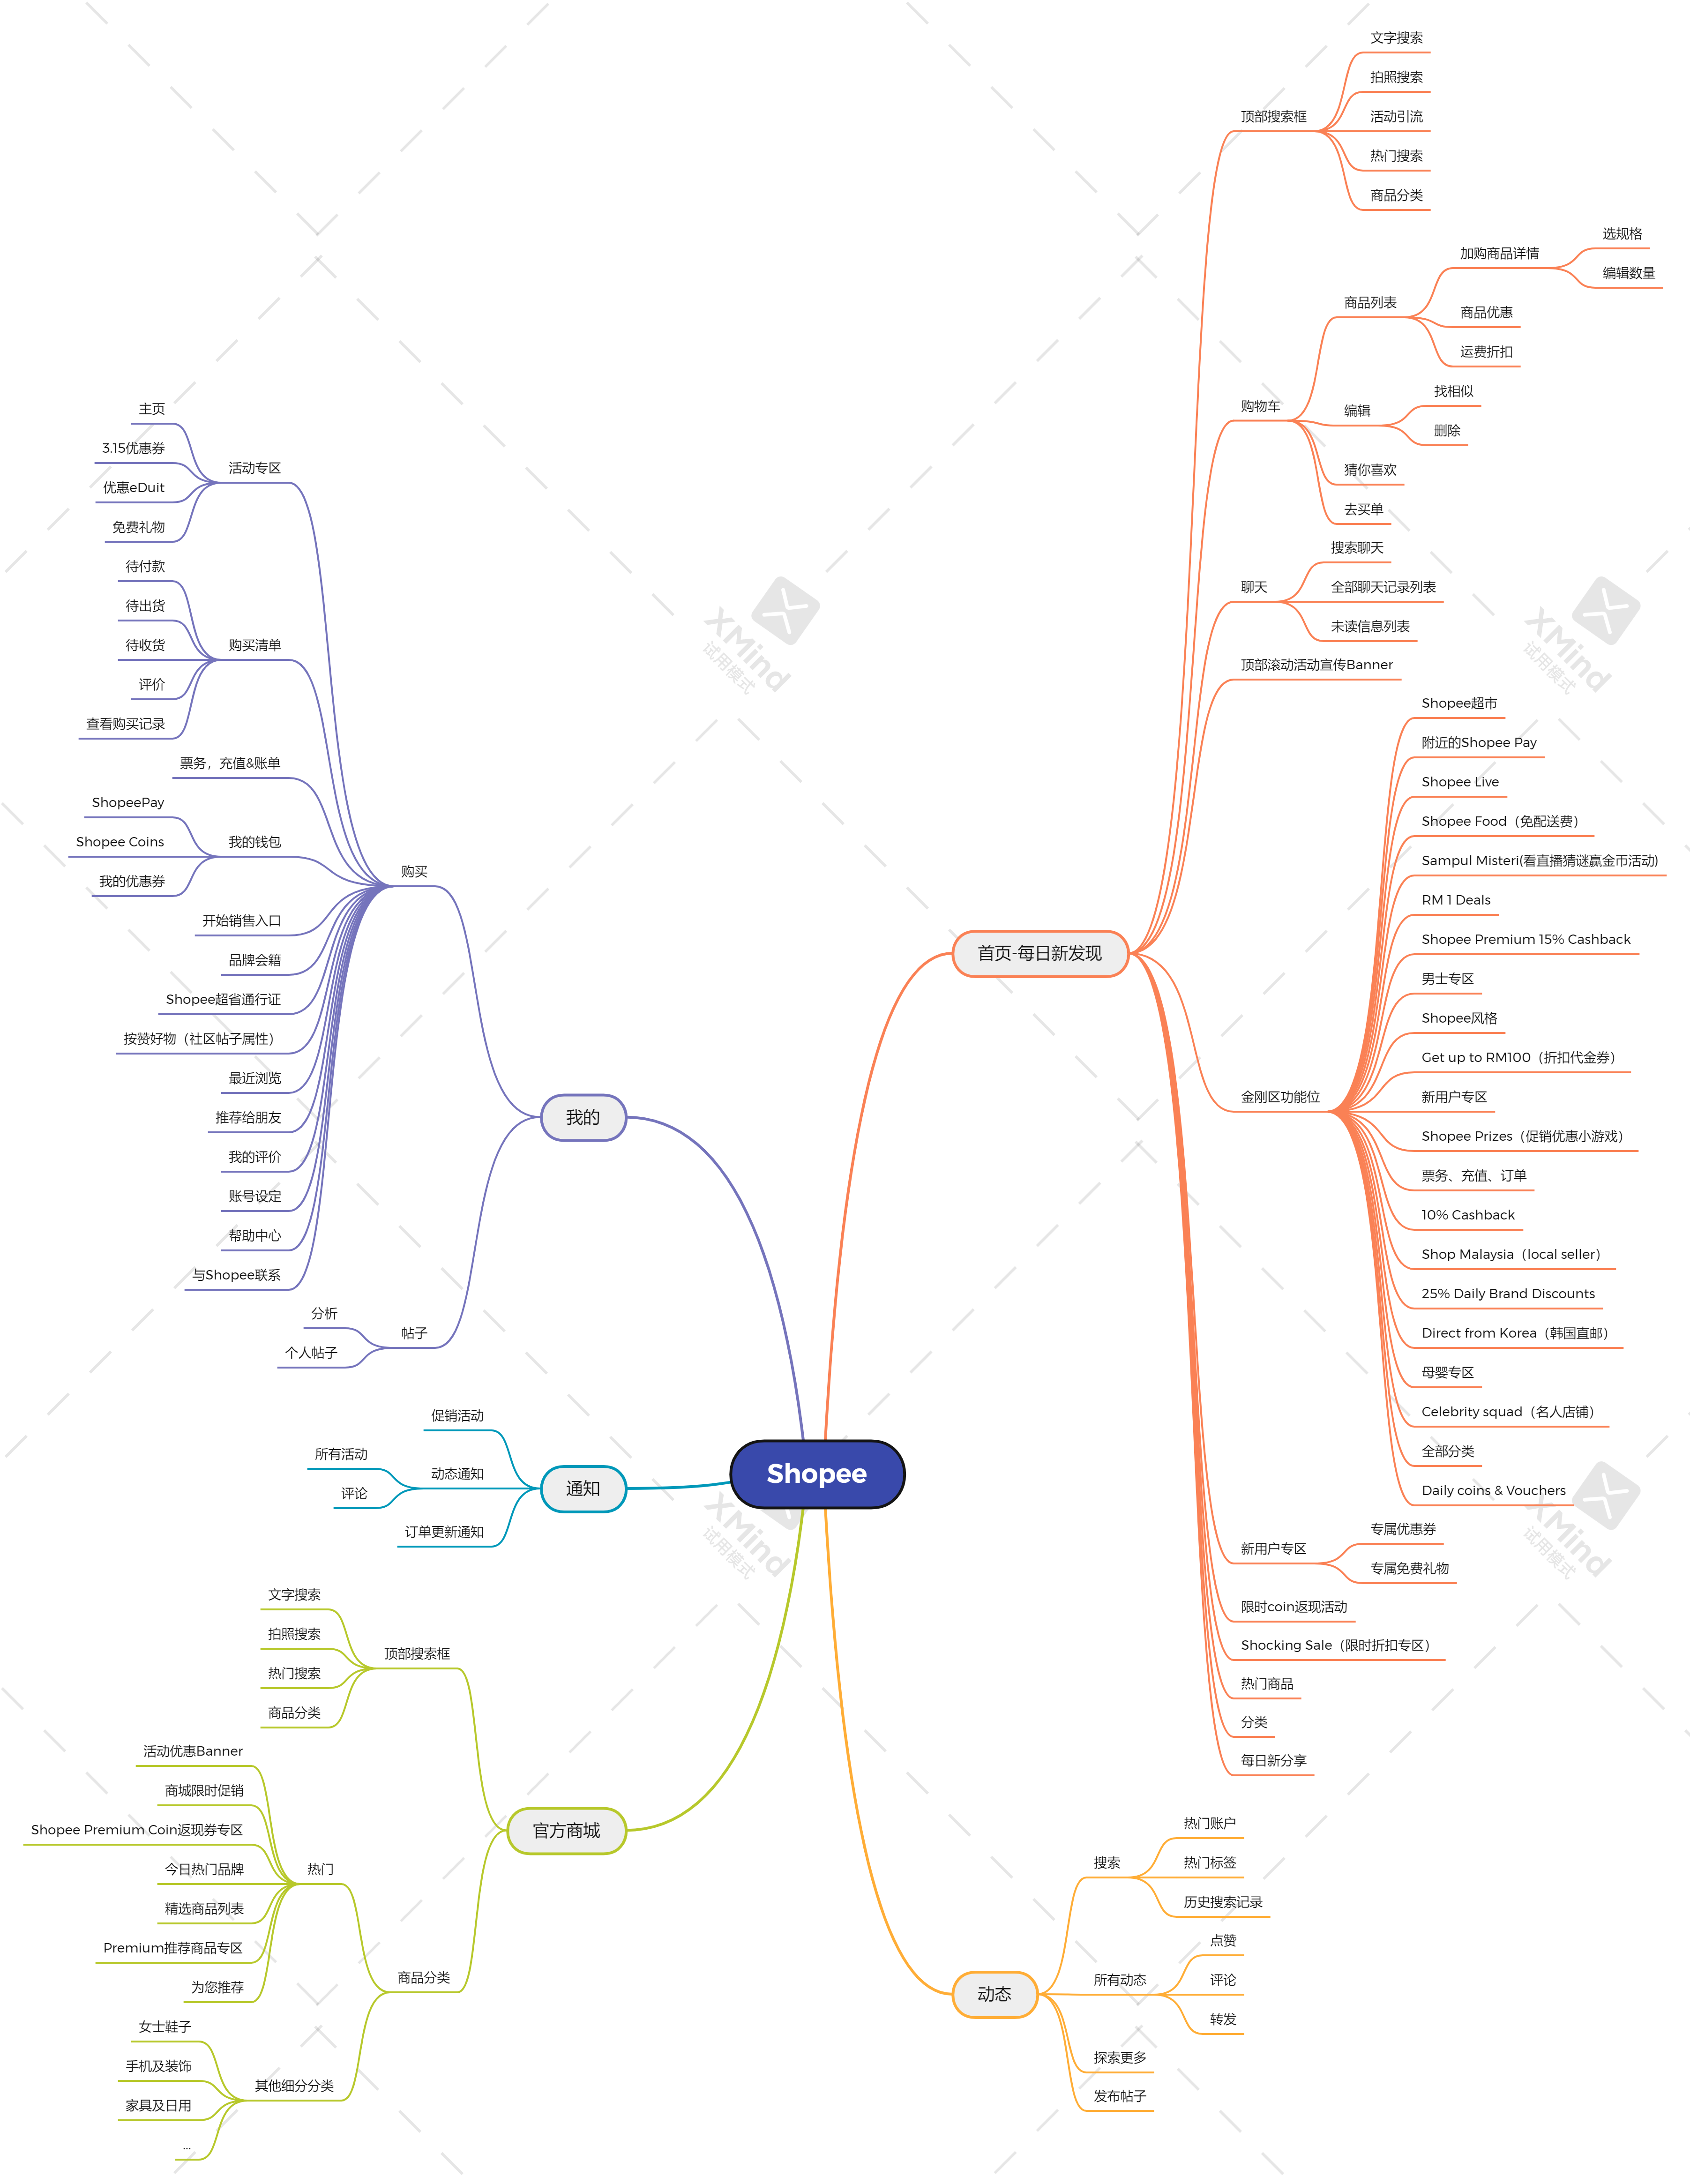 Shopee
首页-每日新发现
顶部搜索框
文字搜索
拍照搜索
活动引流
热门搜索
商品分类
购物车
商品列表
加购商品详情
选规格
编辑数量
商品优惠
运费折扣
编辑
找相似
删除
猜你喜欢
去买单
聊天
搜索聊天
全部聊天记录列表
未读信息列表
顶部滚动活动宣传Banner
金刚区功能位
Shopee超市
附近的Shopee Pay
Shopee Live
Shopee Food（免配送费）
Sampul Misteri(看直播猜谜赢金币活动)
RM 1 Deals
Shopee Premium 15% Cashback
男士专区
Shopee风格
Get up to RM100（折扣代金券）
新用户专区
Shopee Prizes（促销优惠小游戏）
票务、充值、订单
10% Cashback
Shop Malaysia（local seller）
25% Daily Brand Discounts
Direct from Korea（韩国直邮）
母婴专区
Celebrity squad（名人店铺）
全部分类
Daily coins & Vouchers
新用户专区
专属优惠券
专属免费礼物
限时coin返现活动
Shocking Sale（限时折扣专区）
热门商品
分类
每日新分享
动态
搜索
热门账户
热门标签
历史搜索记录
所有动态
点赞
评论
转发
探索更多
发布帖子
我的
购买
活动专区
主页
3.15优惠券
优惠eDuit
免费礼物
购买清单
待付款
待出货
待收货
评价
查看购买记录
票务，充值&账单
我的钱包
ShopeePay
Shopee Coins
我的优惠券
开始销售入口
品牌会籍
Shopee超省通行证
按赞好物（社区帖子属性）
最近浏览
推荐给朋友
我的评价
账号设定
帮助中心
与Shopee联系
帖子
分析
个人帖子
通知
促销活动
动态通知
所有活动
评论
订单更新通知
官方商城
顶部搜索框
文字搜索
拍照搜索
热门搜索
商品分类
商品分类
热门
活动优惠Banner
商城限时促销
Shopee Premium Coin返现券专区
今日热门品牌
精选商品列表
Premium推荐商品专区
为您推荐
其他细分分类
女士鞋子
手机及装饰
家具及日用
...
XMind
试用模式
XMind
试用模式
XMind
试用模式
XMind
试用模式